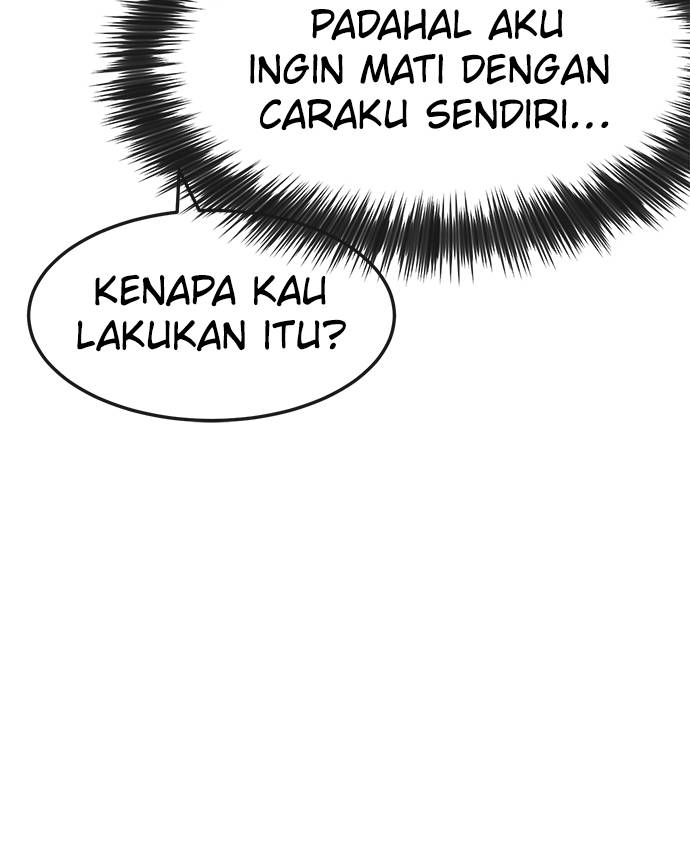 PADAHAL AKU
INGIN MATI DENGAN
CARAKU SENDIRI...
KENAPA KAU
LAKUKAN ITU?